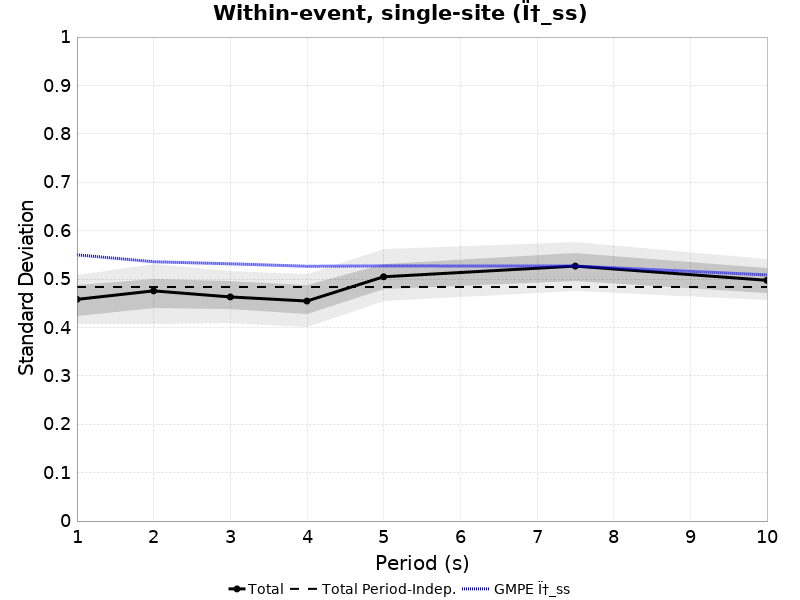 Within-event, single-site (Ï†_ss)
1
0.9
0.8
0.7
0.6
0.5
0.4
0.3
0.2
0.1
0
Standard Deviation
1 2 3 4 5 6 7 8 9 10
Period (s)
Total Total Period-Indep. GMPE Ï†_ss